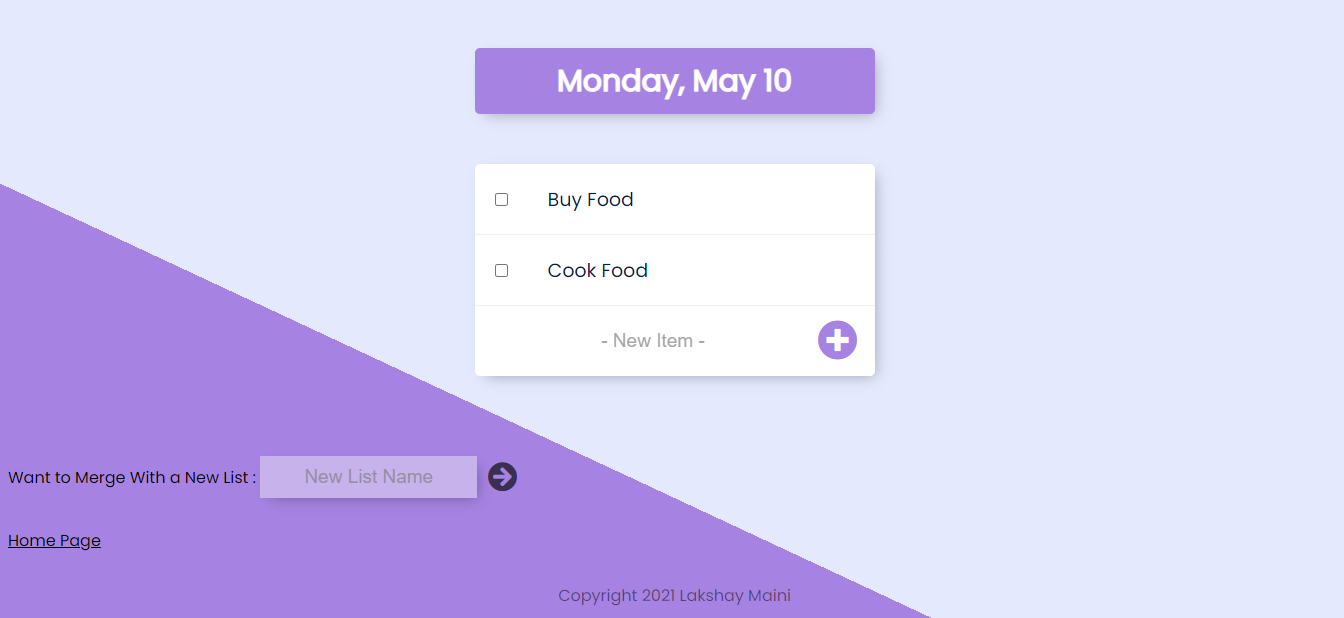 Monday, May 10
Buy Food
Cook Food
- New Item -
Want to Merge With a New List : New List Name
Home Page
Copyright 2021 Lakshay Maini